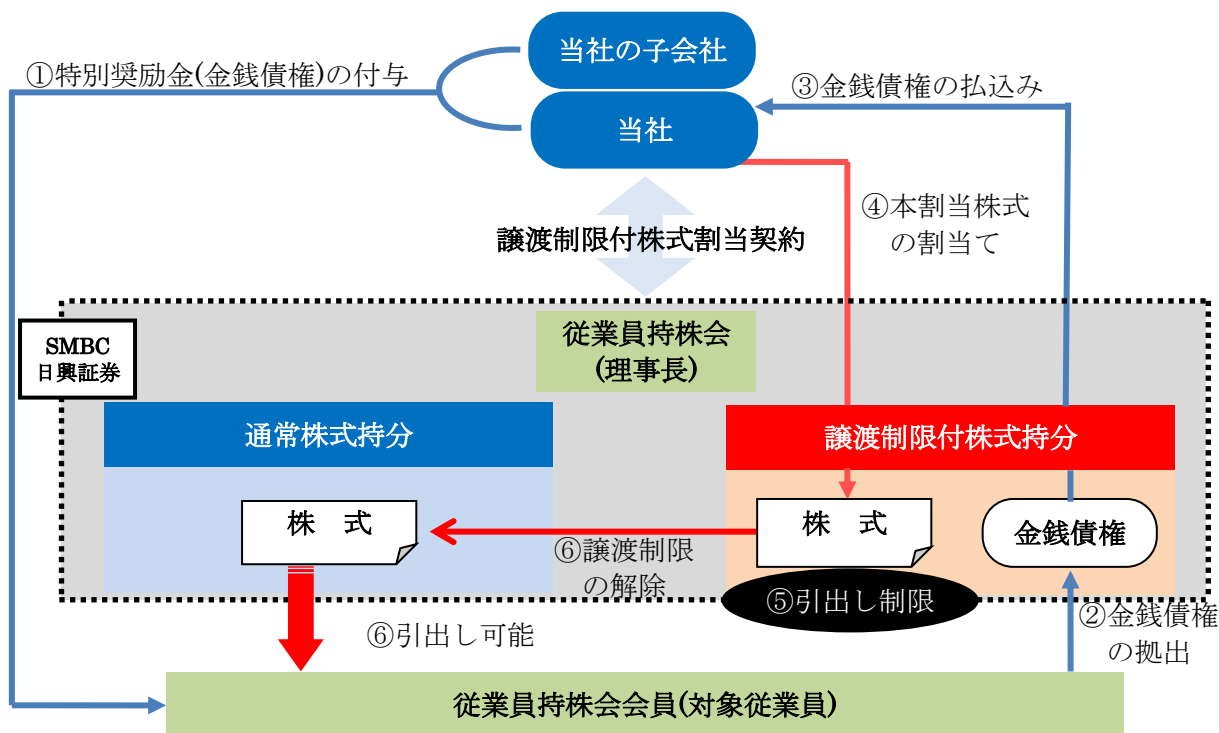 当社の子会社
①特別奨励金(金銭債権)の付与
③金銭債権の払込み
当社
④本割当株式
の割当て
譲渡制限付株式割当契約
従業員持株会
(理事長)
SMBC
日興証券
通常株式持分
譲渡制限付株式持分
株　式
株　式
金銭債権
⑥譲渡制限
の解除
⑤引出し制限
②金銭債権
の拠出
⑥引出し可能
従業員持株会会員(対象従業員)